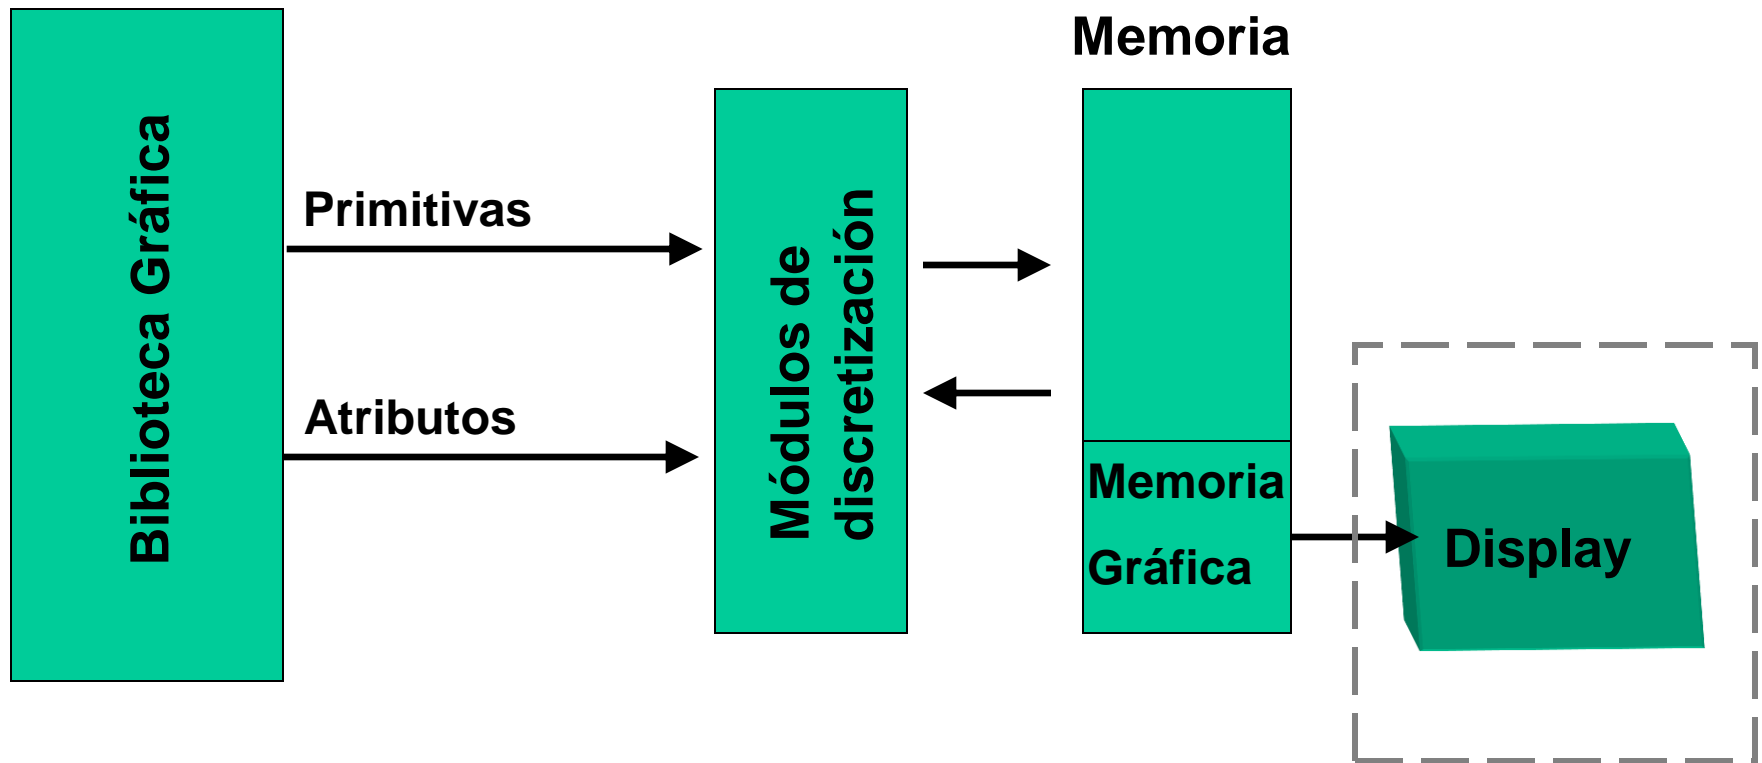 Biblioteca Gráfica
Primitivas
Atributos
Módulos de
discretización
Memoria
Memoria
Gráfica
Display